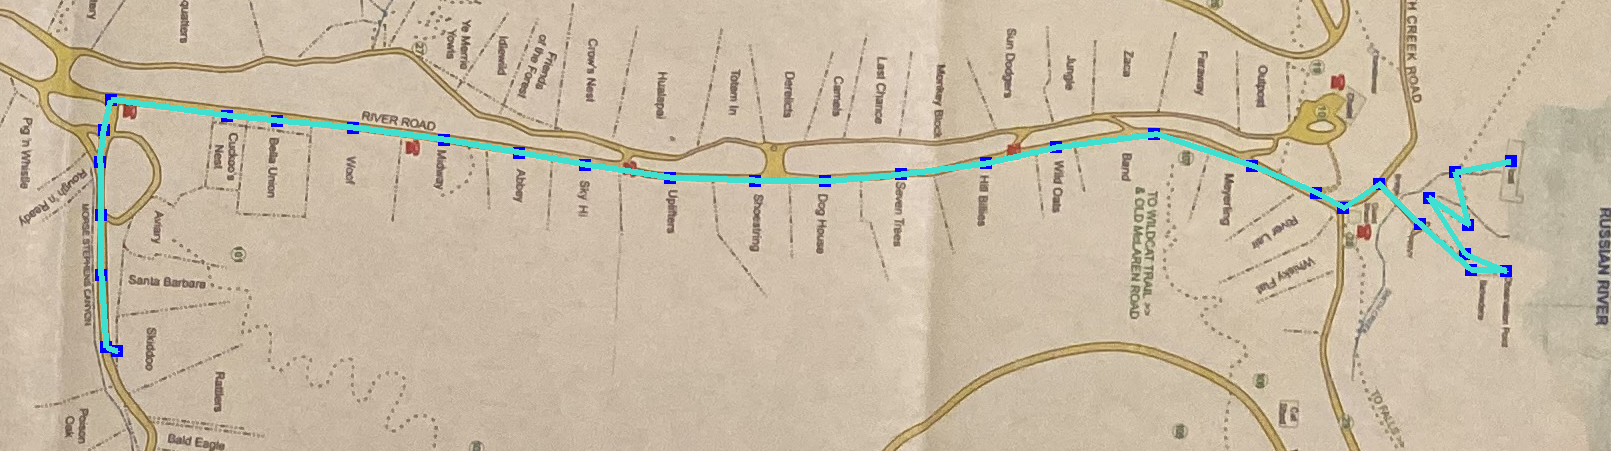 quatters
27
Ye Merrie
Yowls
Idlewild
Friends
of the Forest
Crow's Nest
Hualapai
Totem In
Derelicts
Camels
Last Chance
Monkey Block
Sun Dodgers
Jungle
Zaca
Faraway
Outpost
H CREEK ROAD
RIVER ROAD
Pig 'n Whistle
Rough 'n Ready
MORSE STEPHENS CANYON
Cuckoo's
Nest
Bella Union
Woof
Midway
Abbey
Sky Hi
Uplifters
Shoestring
Dog House
Seven Trees
Hill Billies
Wild Oats
Band
TO WILDCAT TRAIL >>
& OLD McLAREN ROAD
Meyerling
River Lair
Whisky Flat
RUSSIAN RIVER
Aviary
101
Santa Barbara
Skiddoo
Rattlers
Poison
Oak
Bald Eagle
TO FALLS >>